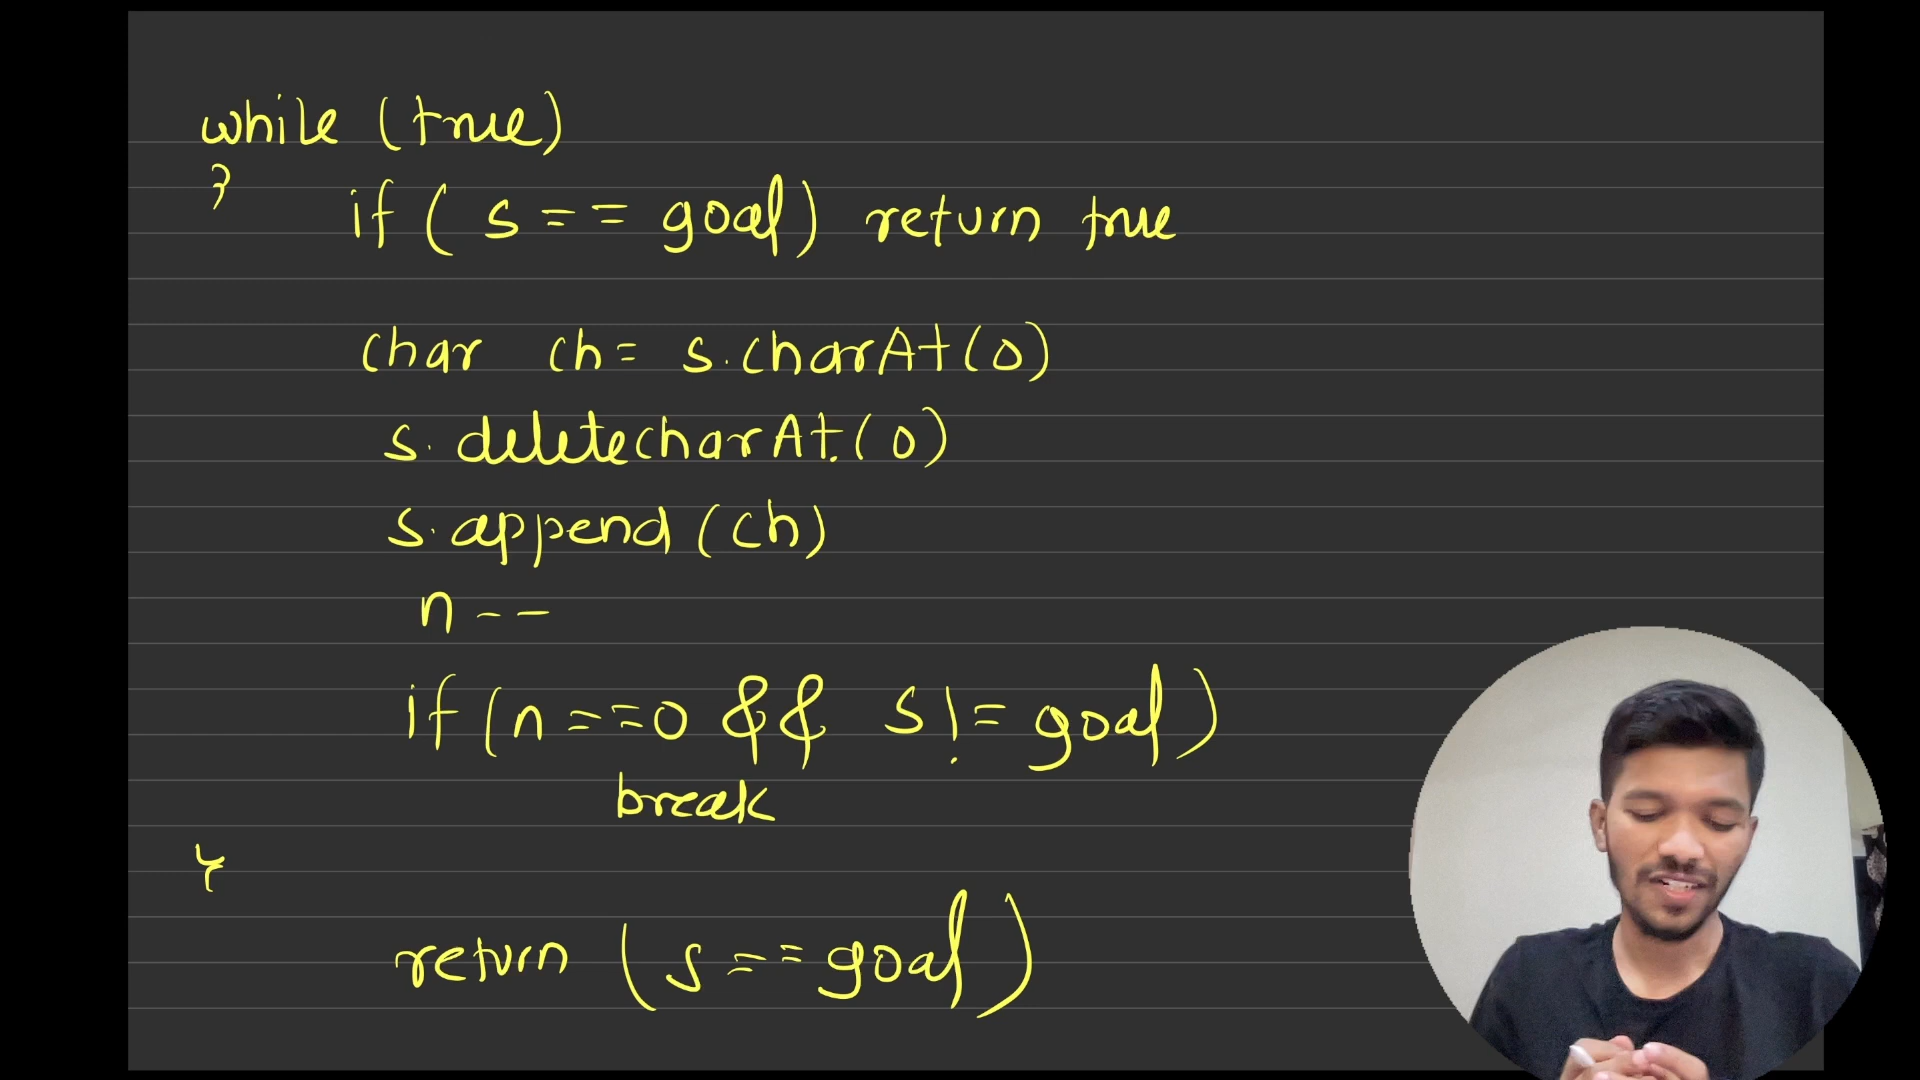 while (true)
{
if ( s == goal) return true
char ch = s.charAt(0)
s.deletecharAt.(0)
s.append(ch)
n--
if (n==0 && s != goal)
break
}
return (s==goal)